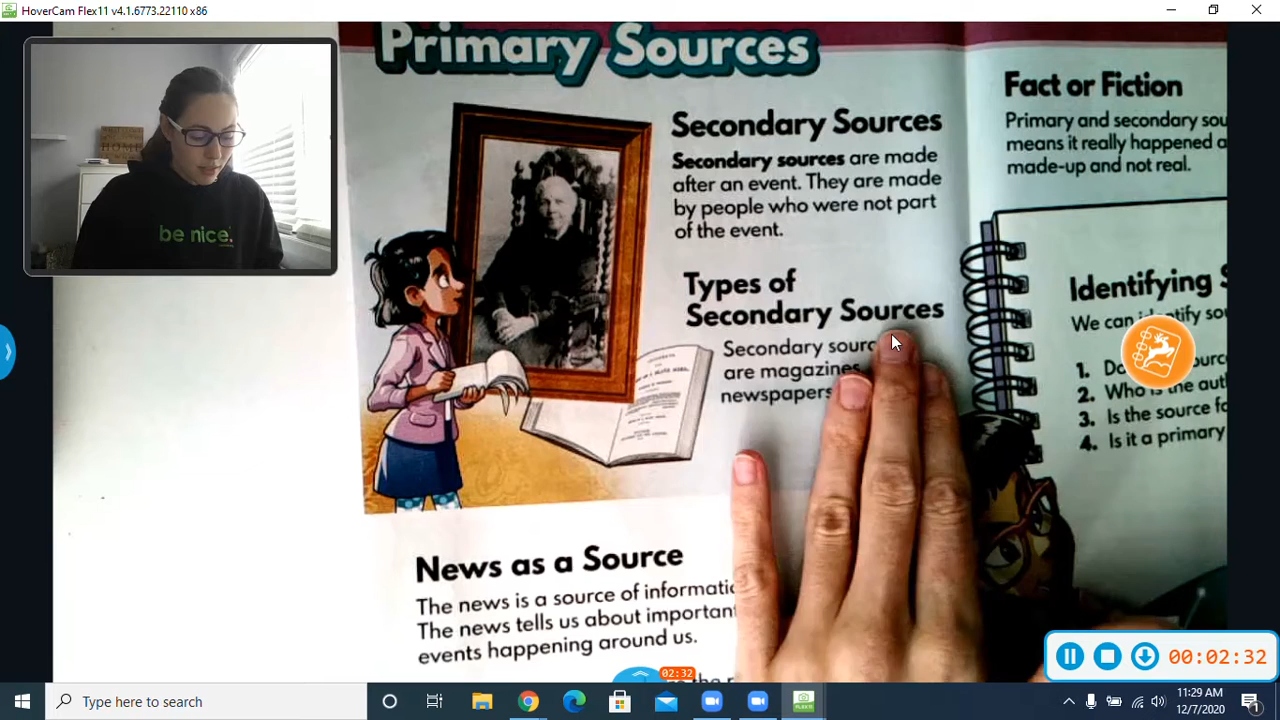 HoverCam Flex11 v4.1.6773.22110 x86
be nice.
Primary Sources
Secondary Sources
Secondary sources are made
after an event. They are made
by people who were not part
of the event.
Types of
Secondary Sources
Secondary
are magazines
newspapers
News as a Source
The news is a source of
The news tells us about important
events happening around us.
Fact or Fiction
Primary and secondary
means it really happened
made-up and not real.
Identifying
We can identify
1.
2. Who is the
3. Is the source
4. Is it a primary
02:32
00:02:32
Type here to search
11:29 AM
12/7/2020